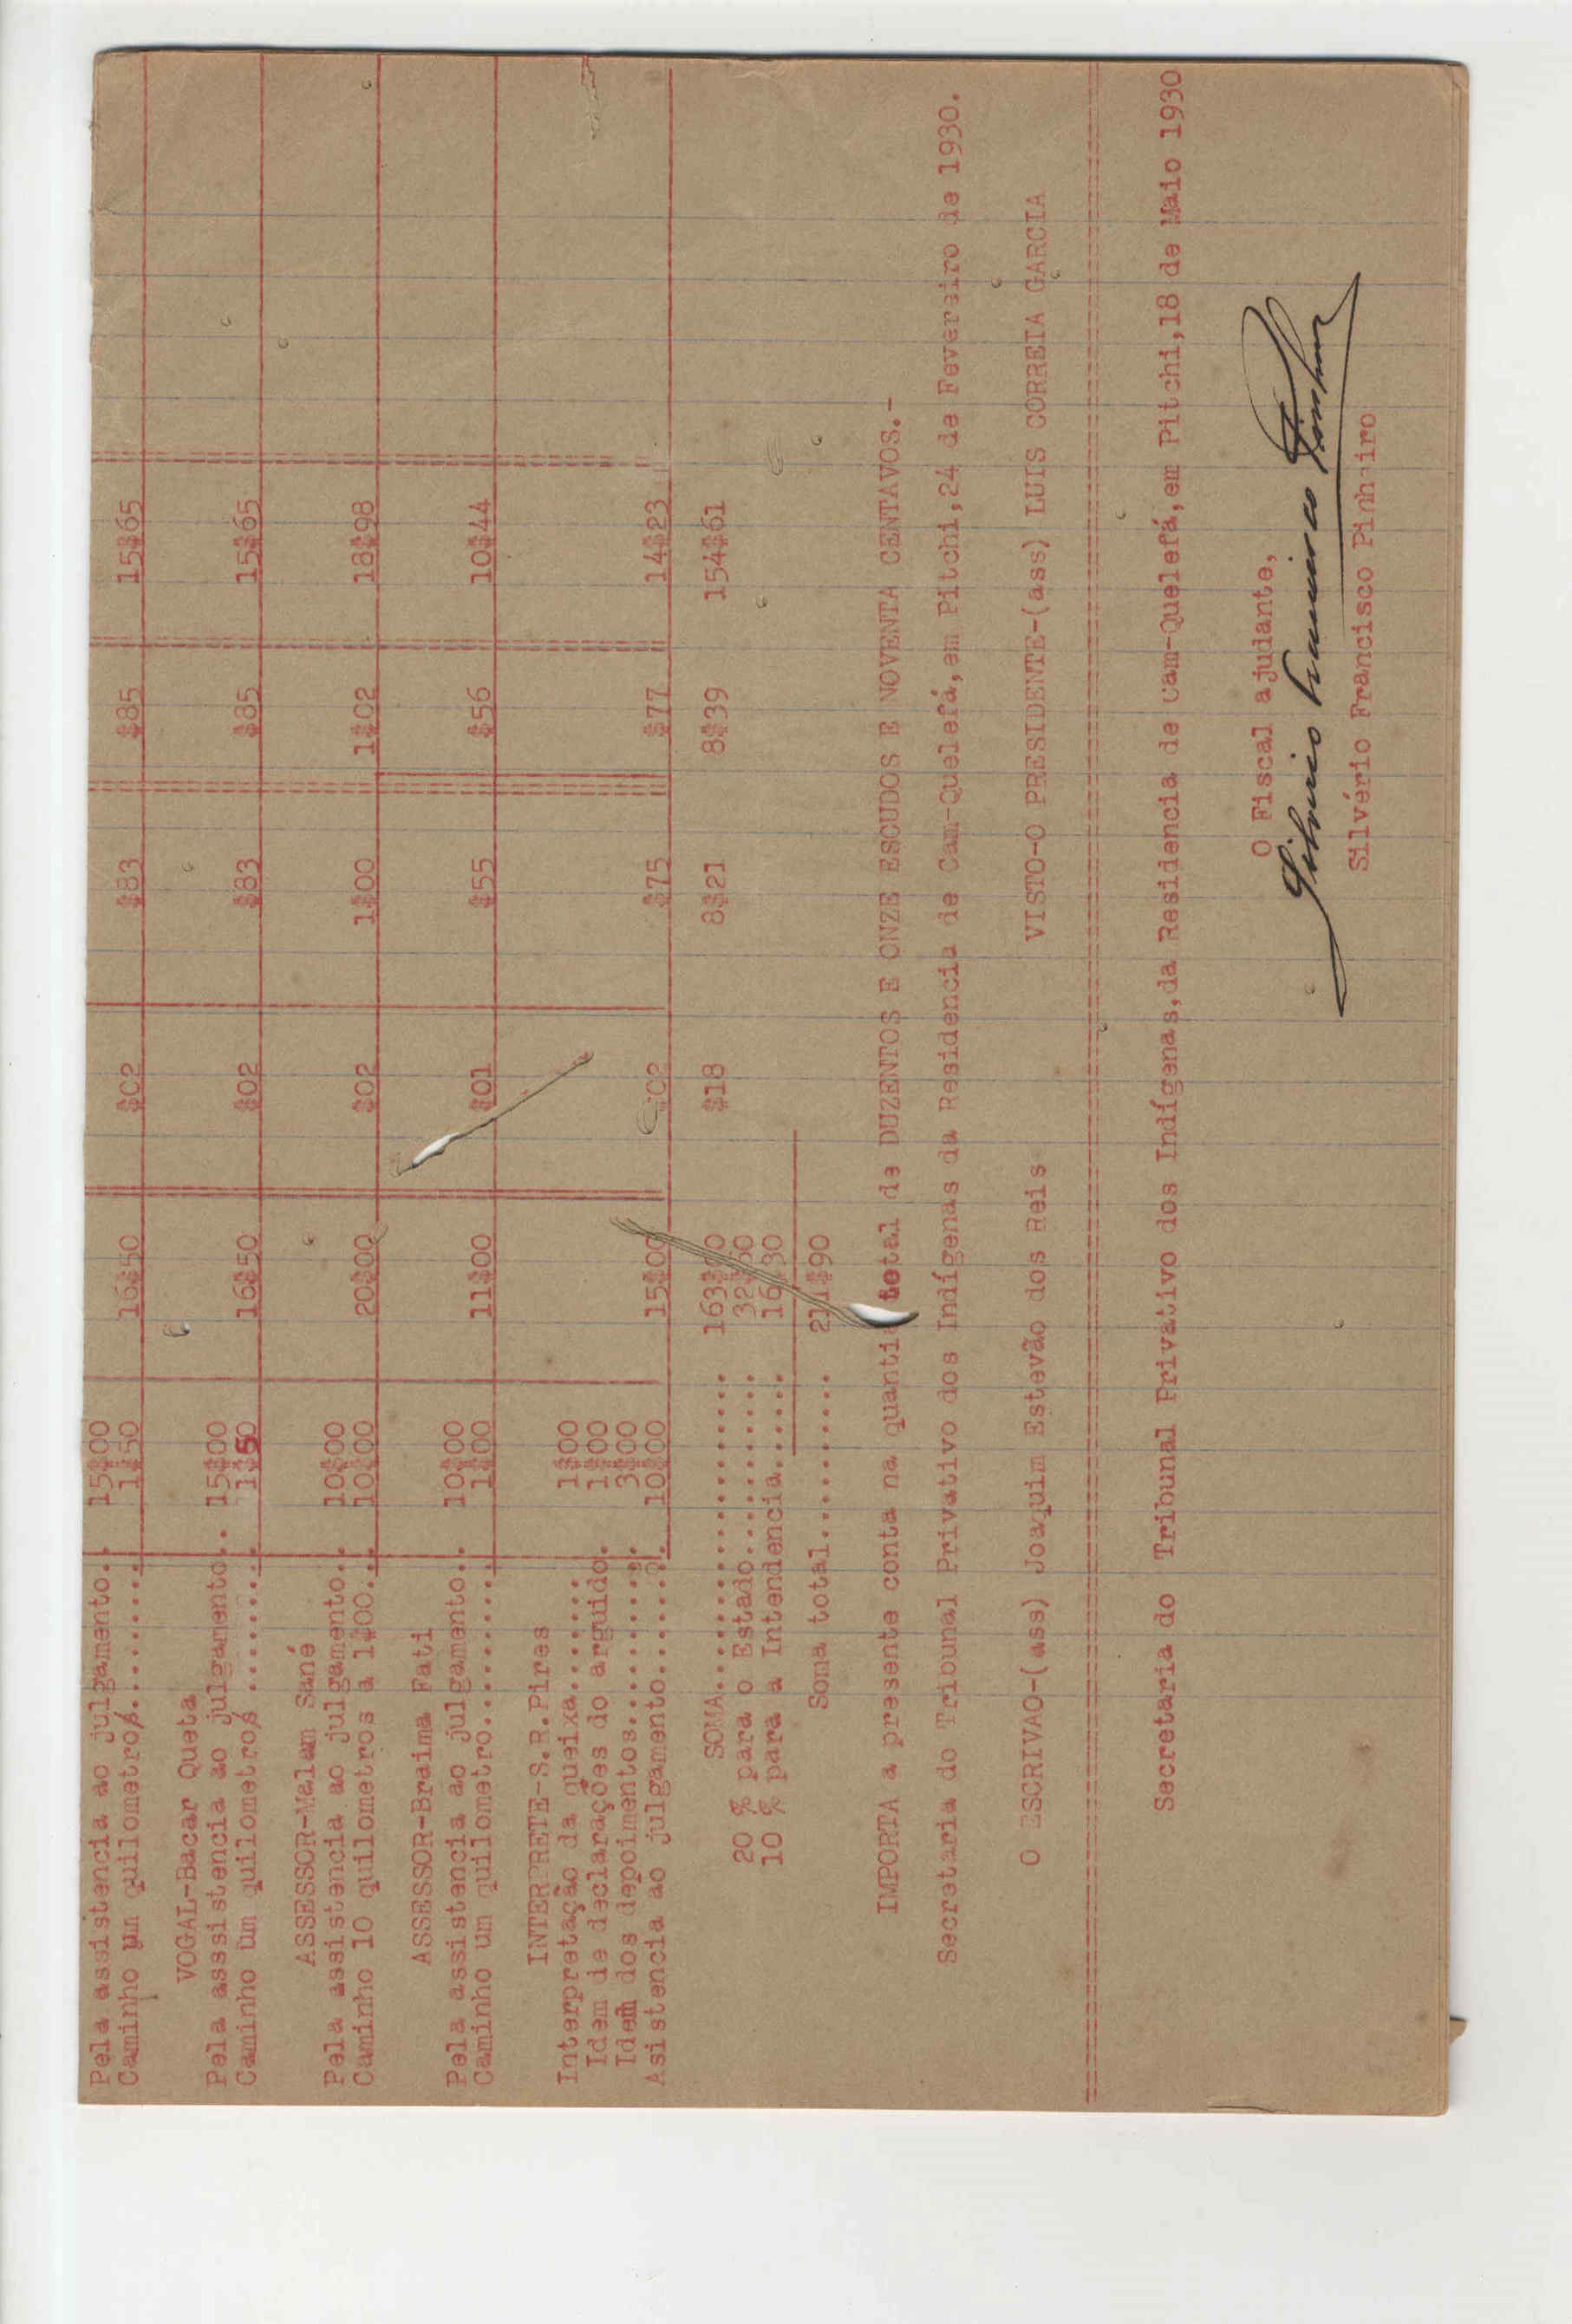 Pela assistencia ao julgamento.. 15$00
Caminho um quilometro$......... 1$50 16$50 $02 $83 $85 15$65
VOGAL-Bacar Queta
Pela assistencia ao julgamento.. 15$00
Caminho um quilometro$ ......... 1$50 16$50 $02 $83 $85 15$65
ASSESSOR-Malam Sané
Pela assistencia ao julgamento.. 10$00
Caminho 10 quilometros a 1$00... 10$00 20$00 $02 1$00 1$02 18$98
ASSESSOR-Braima Fati
Pela assistencia ao julgamento.. 10$00
Caminho um quilometro........... 1$00 11$00 $01 $55 $56 10$44
INTERPRETE-S.R.Pires
Interpretação da queixa........ 1$00
Idem de declarações do arguido. 1$00
Idem dos depoimentos........... 3$00
Asistencia ao julgamento....... 10$00 15$00 $02 $75 $77 14$23
SOMA........................ 163$00 $18 8$21 8$39 154$61
20 % para o Estado............. 32$60
10 % para a Intendencia....... 16$30
Soma total........... 211$90
IMPORTA a presente conta na quantia total de DUZENTOS E ONZE ESCUDOS E NOVENTA CENTAVOS.-
Secretaria do Tribunal Privativo dos Indígenas da Residencia de Cam-Quelefá,em Pitchi,24 de Fevereiro de 1930.
O ESCRIVAO-(ass) Joaquim Estevão dos Reis VISTO-O PRESIDENTE-(ass) LUIS CORREIA GARCIA
Secretaria do Tribunal Privativo dos Indígenas,da Residencia de Cam-Quelefá,em Pitchi,18 de Maio 1930
O Fiscal ajudante,
Silvério Francisco Pinheiro
Silvério Francisco Pinheiro